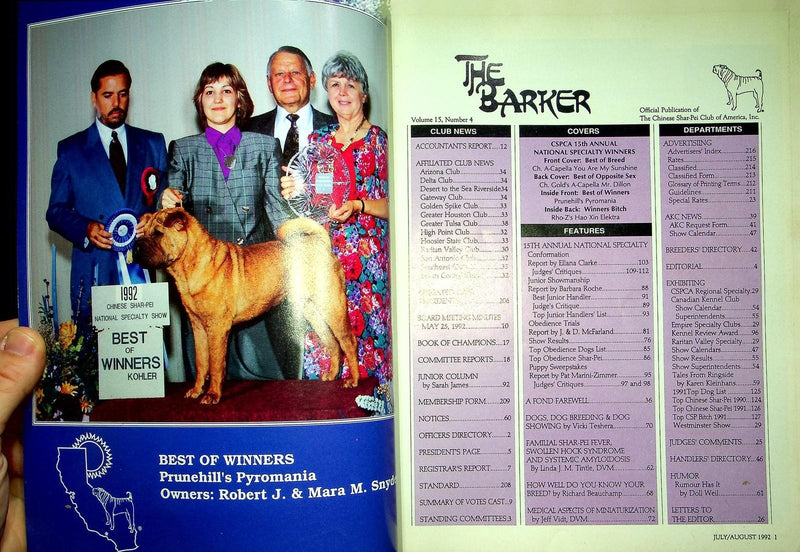 1992
CHINESE SHAR-PEI
NATIONAL SPECIALTY SHOW
BEST
OF
WINNERS
KOHLER
BEST OF WINNERS
Prunehill's Pyromania
Owners: Robert J. & Mara M. Snyde
THE
BARKER
Volume 15, Number 4
Official Publication of
The Chinese Shar-Pei Club of America, Inc.
CLUB NEWS
ACCOUNTANT'S REPORT....12
AFFILIATED CLUB NEWS
Arizona Club 34
Delta Club 34
Desert to the Sea Riverside 34
Gateway Club 34
Golden Spike Club 33
Greater Houston Club 33
Greater Tulsa Club 38
High Point Club 32
Hoosier State Club 33
Raritan Valley Club 30
San Antonio Club
206
BOARD MEETING MINUTES
MAY 25, 1992 10
BOOK OF CHAMPIONS....17
COMMITTEE REPORTS....18
JUNIOR COLUMN
by Sarah James 92
MEMBERSHIP FORM 209
NOTICES 60
OFFICERS DIRECTORY 2
PRESIDENT'S PAGE 5
REGISTRAR'S REPORT 7
STANDARD 208
SUMMARY OF VOTES CAST..9
STANDING COMMITTEES 3
COVERS
CSPCA 15th ANNUAL
NATIONAL SPECIALTY WINNERS
Front Cover: Best of Breed
Ch. A'Capella You Are My Sunshine
Back Cover: Best of Opposite Sex
Ch. Gold's A-Capella Mr. Dillon
Inside Front: Best of Winners
Prunehill's Pyromania
Inside Back: Winners Bitch
Rho-Z's Hao Xin Elektra
FEATURES
15TH ANNUAL NATIONAL SPECIALTY
Conformation
Report by Ellana Clarke 103
Judges' Critiques 109-112
Junior Showmanship
Report by Barbara Roche 88
Best Junior Handler 91
Judge's Critique 89
Top Junior Handlers' List 93
Obedience Trials
Report by J. & D. McFarland 81
Show Results 76
Top Obedience Dogs List 85
Top Obedience Shar-Pei 86
Puppy Sweepstakes
Report by Pat Marini-Zimmer 95
Judges' Critiques 97 and 98
A FOND FAREWELL 36
DOGS, DOG BREEDING & DOG
SHOWING by Vicki Teshera 70
FAMILIAL SHAR-PEI FEVER,
SWOLLEN HOCK SYNDROME
AND SYSTEMIC AMYLOIDOSIS
by Linda J. M. Tintle, DVM 62
HOW WELL DO YOU KNOW YOUR
BREED? by Richard Beauchamp 68
MEDICAL ASPECTS OF MINIATURIZATION
by Jeff Vidt, DVM 72
DEPARTMENTS
ADVERTISIING
Advertisers' Index 216
Rates 215
Classified 214
Classified Form 213
Glossary of Printing Terms 212
Guidelines 211
Special Rates 23
AKC NEWS 39
AKC Request Form 41
Show Calendar 47
BREEDERS' DIRECTORY 42
EDITORIAL 4
EXHIBITING
CSPCA Regional Specialty 29
Canadian Kennel Club
Show Calendar 54
Superintendents 55
Empire Specialty Clubs 29
Kennel Review Award 96
Raritan Valley Specialty 29
Show Calendars 47
Show Results 55
Show Superintendents 54
Tales From Ringside
by Karen Kleinhans 59
1991Top Dog List 125
Top Chinese Shar-Pei 1990 124
Top Chinese Shar-Pei 1991 126
Top CSP Bitch 1991 127
Westminster Show 29
JUDGES' COMMENTS 25
HANDLERS' DIRECTORY...46
HUMOR
Rumour Has It
by Doll Weil 61
LETTERS TO
THE EDITOR 26
JULY/AUGUST 1992 1